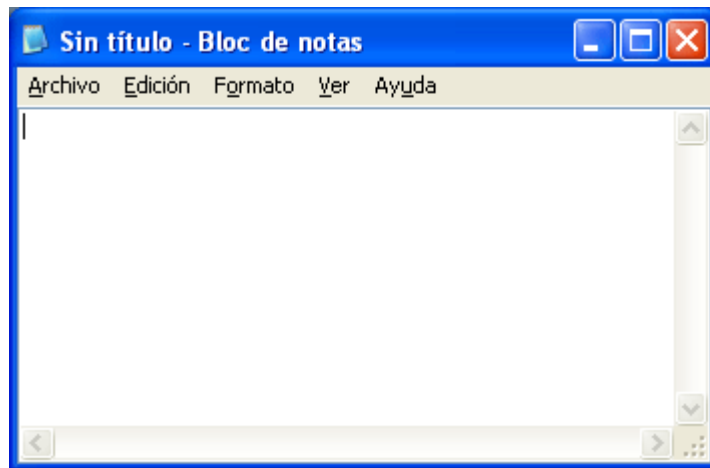 Sin título - Bloc de notas
Archivo Edición Formato Ver Ayuda